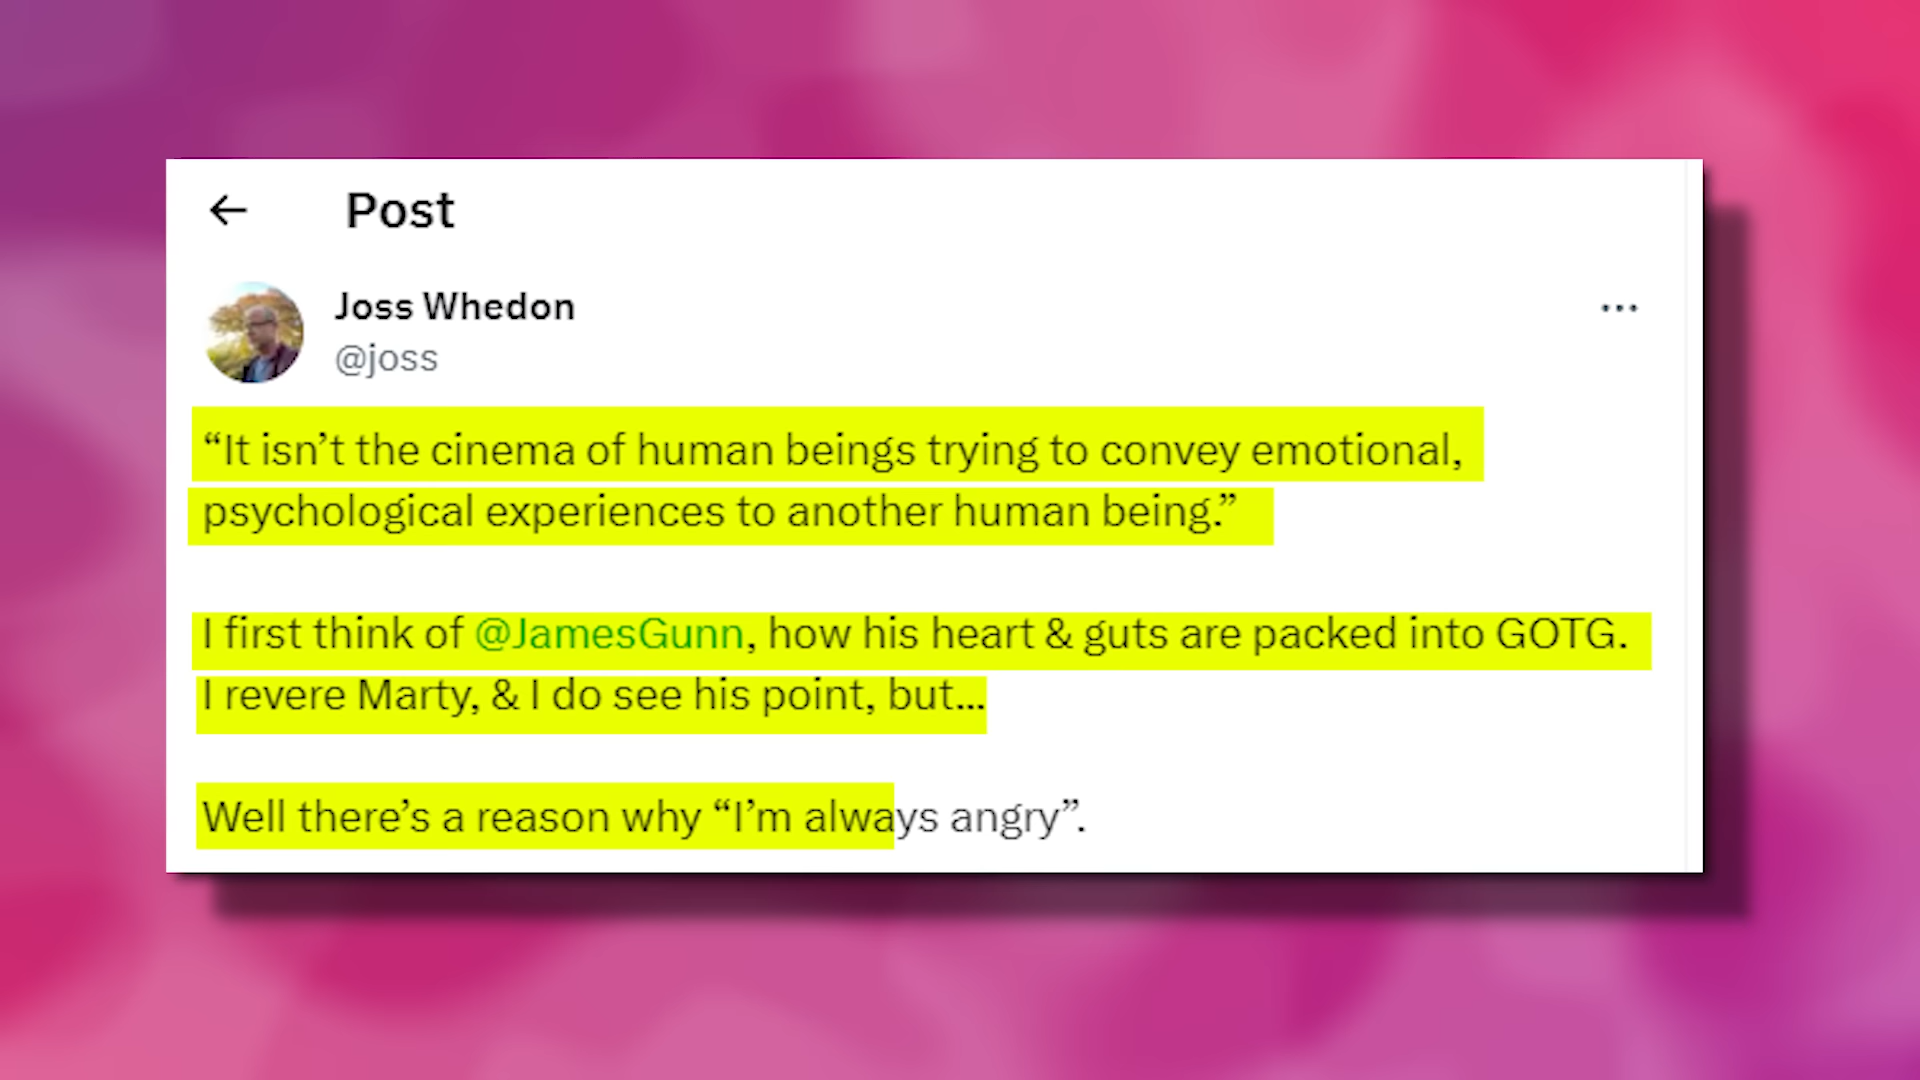 Post
Joss Whedon
@joss
“It isn’t the cinema of human beings trying to convey emotional,
psychological experiences to another human being.”
I first think of @JamesGunn, how his heart & guts are packed into GOTG.
I revere Marty, & I do see his point, but...
Well there’s a reason why “I’m always angry”.